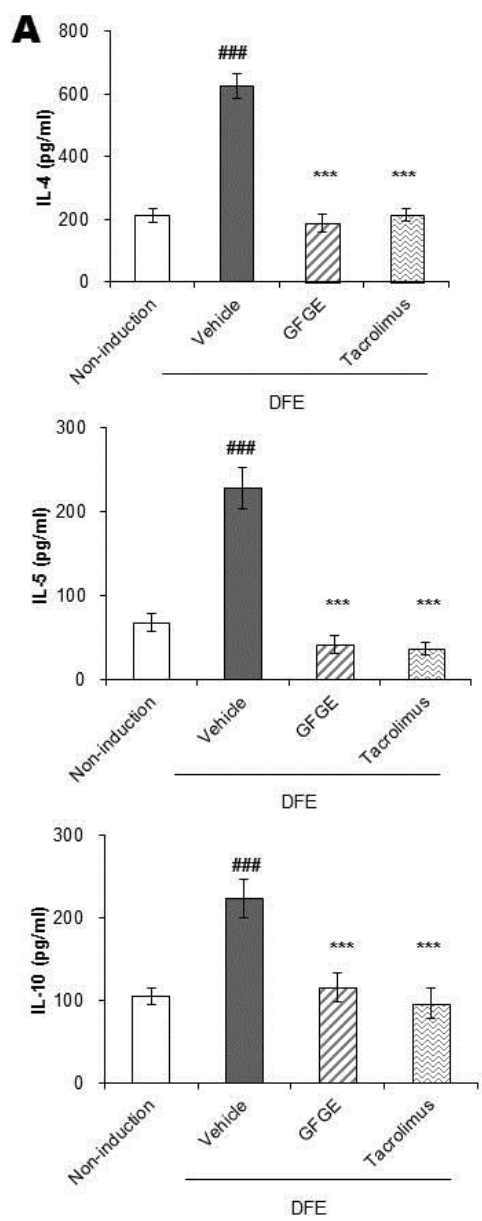 A
800
600
400
200
0
IL-4 (pg/ml)
###
***
***
Non-induction
Vehicle
GFGE
Tacrolimus
DFE
300
200
100
0
IL-5 (pg/ml)
###
***
***
Non-induction
Vehicle
GFGE
Tacrolimus
DFE
300
200
100
0
IL-10 (pg/ml)
###
***
***
Non-induction
Vehicle
GFGE
Tacrolimus
DFE